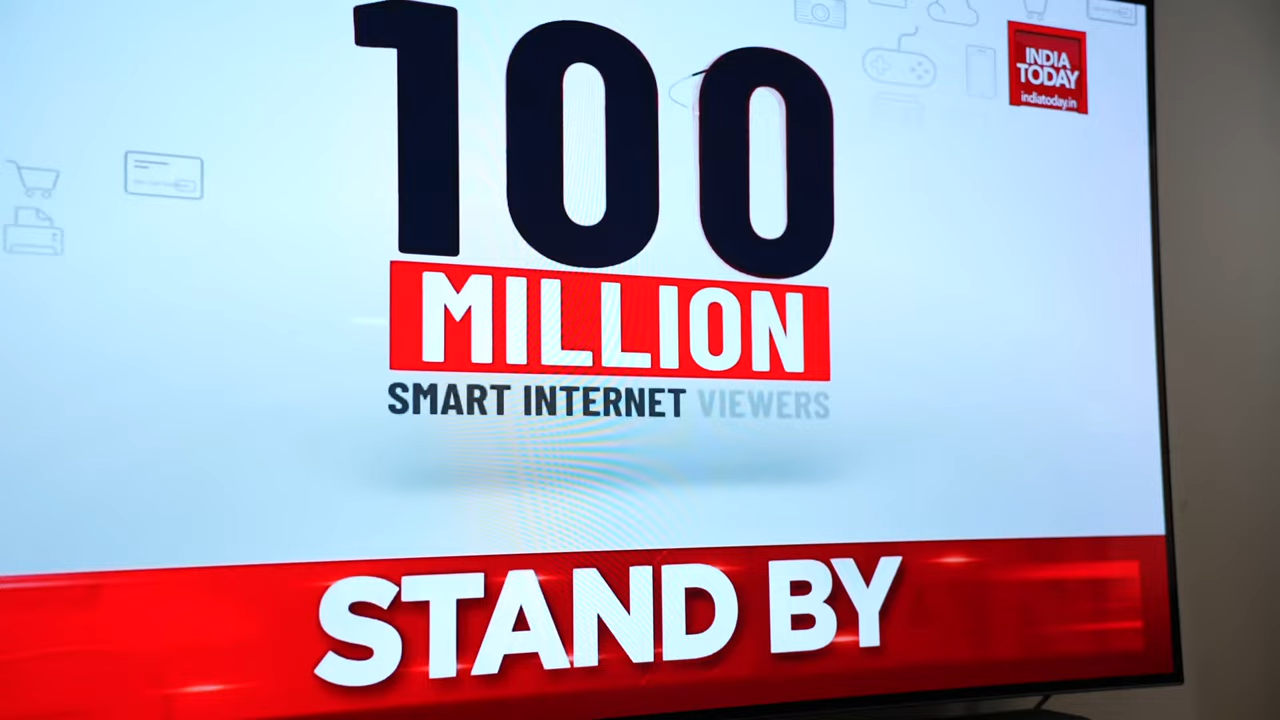 100
INDIA
TODAY
indiatoday.in
MILLION
SMART INTERNET VIEWERS
STAND BY